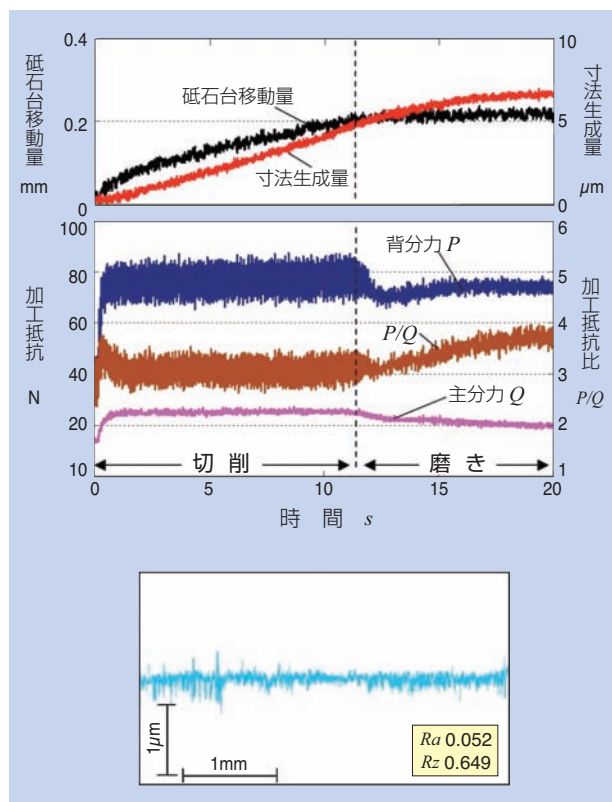 0.4
0.2
0
砥石台移動量
mm
10
5
0
寸法生成量
µm
砥石台移動量
寸法生成量
100
80
60
40
20
10
加工抵抗
N
6
5
4
3
2
1
加工抵抗比
P/Q
背分力 P
P/Q
主分力 Q
切 削
磨 き
0 5 10 15 20
時 間 s
1µm
1mm
Ra 0.052
Rz 0.649